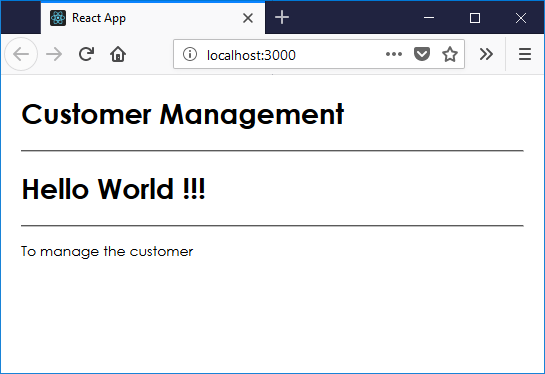 React App
localhost:3000
Customer Management
Hello World !!!
To manage the customer